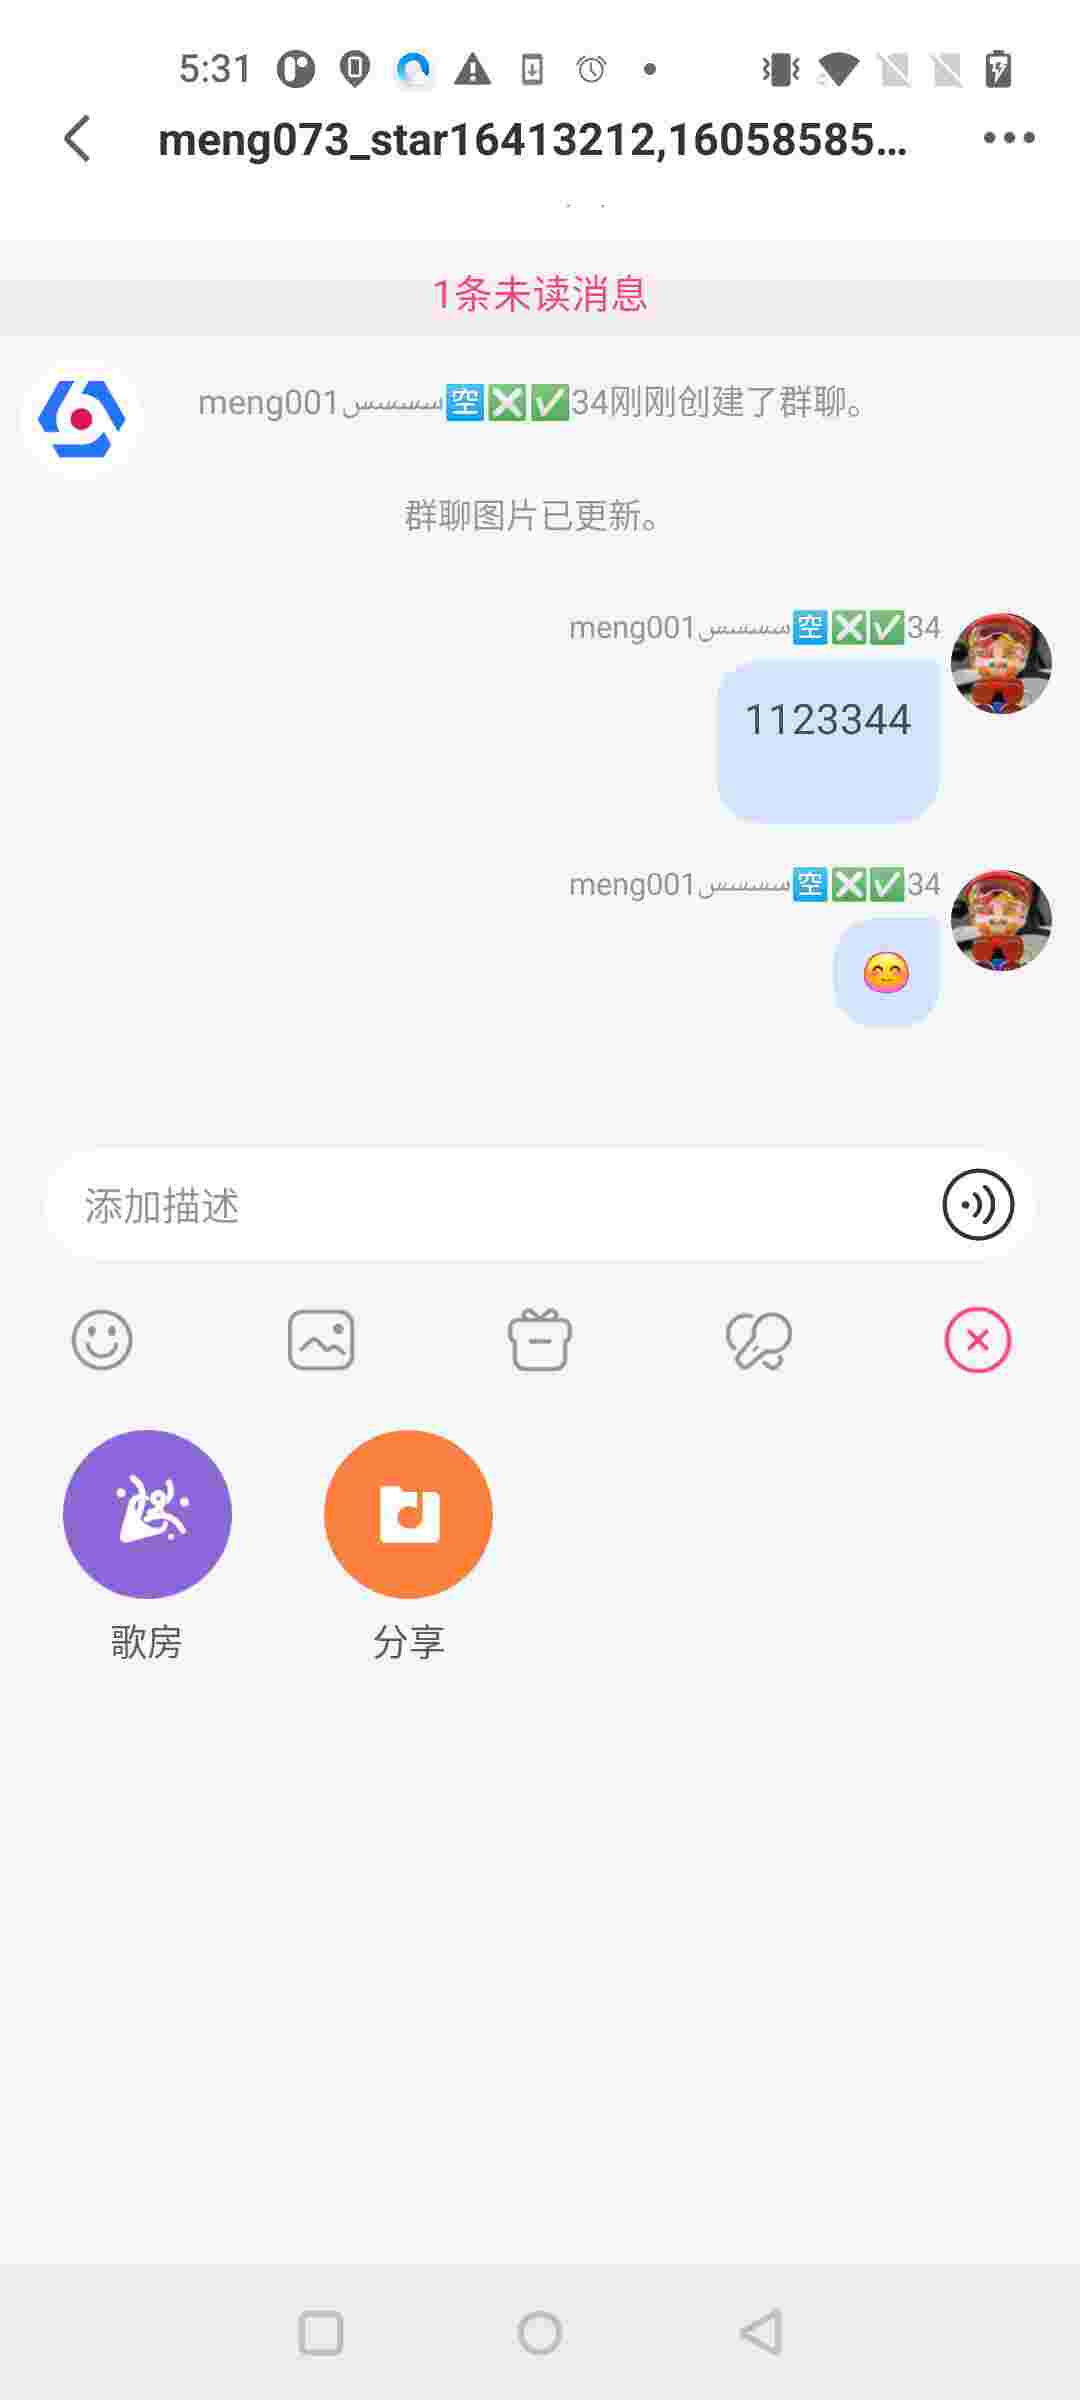 5:31
meng073_star16413212,16058585...
1条未读消息
meng001سسسس🈳❎✅34刚刚创建了群聊。
群聊图片已更新。
meng001سسسس🈳❎✅34
1123344
meng001سسسس🈳❎✅34
😊
添加描述
歌房
分享